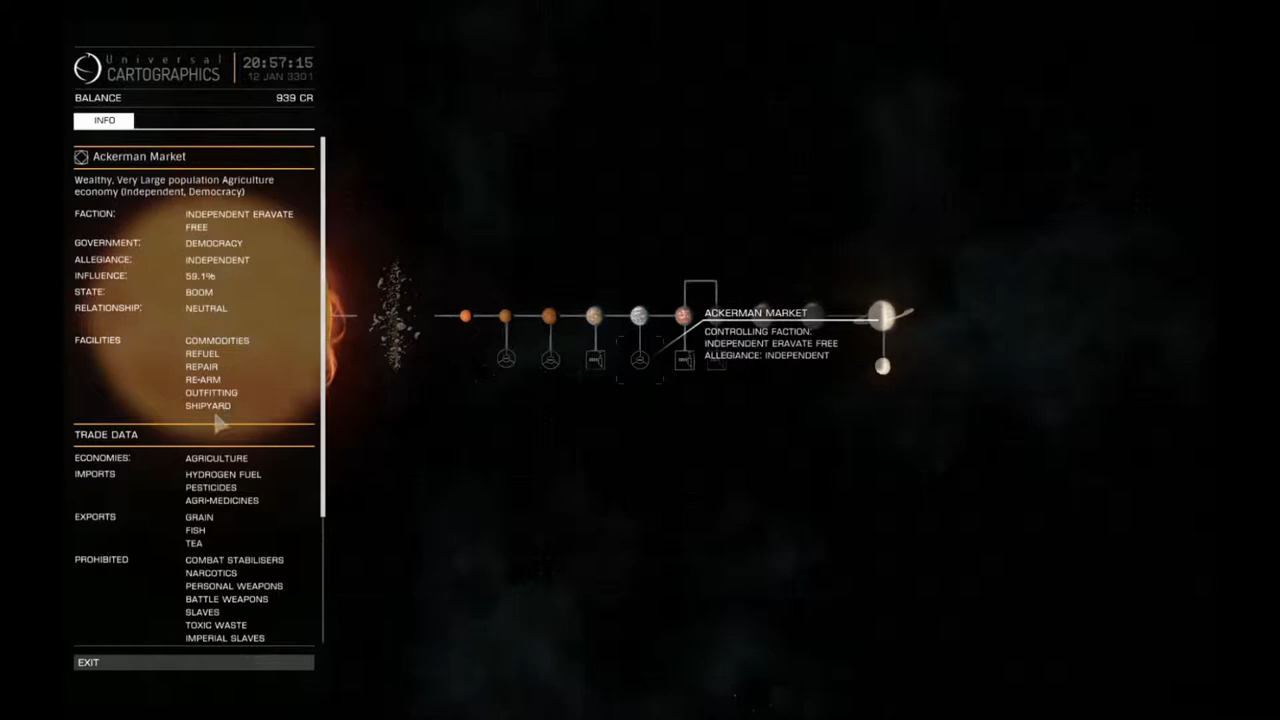 Universal
CARTOGRAPHICS
20:57:15
12 JAN 3301
BALANCE 939 CR
INFO
Ackerman Market
Wealthy, Very Large population Agriculture
economy (Independent, Democracy)
FACTION: INDEPENDENT ERAVATE
FREE
GOVERNMENT: DEMOCRACY
ALLEGIANCE: INDEPENDENT
INFLUENCE: 59.1%
STATE: BOOM
RELATIONSHIP: NEUTRAL
FACILITIES COMMODITIES
REFUEL
REPAIR
RE-ARM
OUTFITTING
SHIPYARD
TRADE DATA
ECONOMIES: AGRICULTURE
IMPORTS HYDROGEN FUEL
PESTICIDES
AGRI-MEDICINES
EXPORTS GRAIN
FISH
TEA
PROHIBITED COMBAT STABILISERS
NARCOTICS
PERSONAL WEAPONS
BATTLE WEAPONS
SLAVES
TOXIC WASTE
IMPERIAL SLAVES
EXIT
ACKERMAN MARKET
CONTROLLING FACTION:
INDEPENDENT ERAVATE FREE
ALLEGIANCE: INDEPENDENT